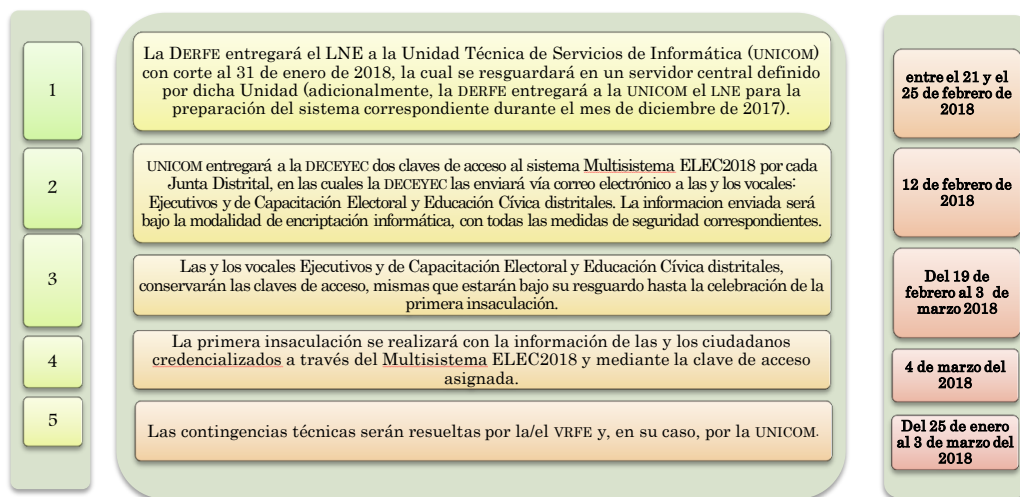 1
La DERFE entregará el LNE a la Unidad Técnica de Servicios de Informática (UNICOM)
con corte al 31 de enero de 2018, la cual se resguardará en un servidor central definido
por dicha Unidad (adicionalmente, la DERFE entregará a la UNICOM el LNE para la
preparación del sistema correspondiente durante el mes de diciembre de 2017).
entre el 21 y el
25 de febrero de
2018
2
UNICOM entregará a la DECEYEC dos claves de acceso al sistema Multisistema ELEC2018 por cada
Junta Distrital, en las cuales la DECEYEC las enviará vía correo electrónico a las y los vocales:
Ejecutivos y de Capacitación Electoral y Educación Cívica distritales. La informacion enviada será
bajo la modalidad de encriptación informática, con todas las medidas de seguridad correspondientes.
12 de febrero de
2018
3
Las y los vocales Ejecutivos y de Capacitación Electoral y Educación Cívica distritales,
conservarán las claves de acceso, mismas que estarán bajo su resguardo hasta la celebración de la
primera insaculación.
Del 19 de
febrero al 3 de
marzo 2018
4
La primera insaculación se realizará con la información de las y los ciudadanos
credencializados a través del Multisistema ELEC2018 y mediante la clave de acceso
asignada.
4 de marzo del
2018
5
Las contingencias técnicas serán resueltas por la/el VRFE y, en su caso, por la UNICOM.
Del 25 de enero
al 3 de marzo del
2018